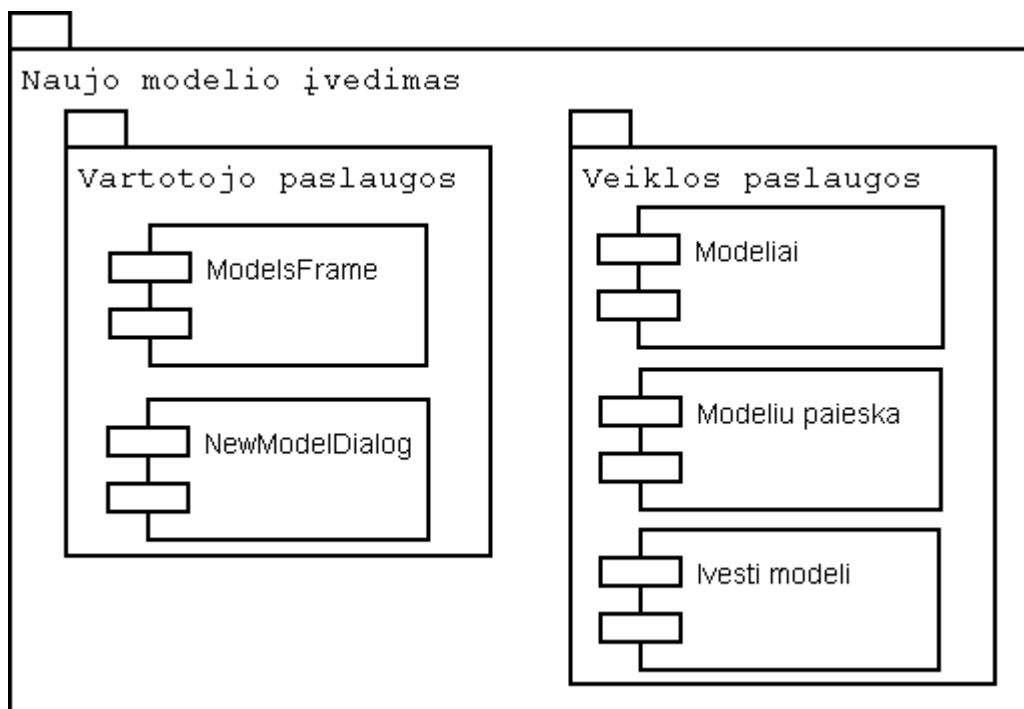 Naujo modelio įvedimas
Vartotojo paslaugos
ModelsFrame
NewModelDialog
Veiklos paslaugos
Modeliai
Modeliu paieska
Ivesti modeli